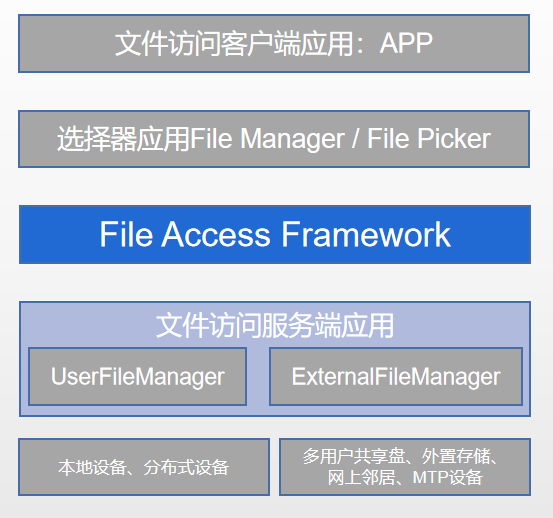 文件访问客户端应用：APP
选择器应用File Manager / File Picker
File Access Framework
文件访问服务端应用
UserFileManager
ExternalFileManager
本地设备、分布式设备
多用户共享盘、外置存储、
网上邻居、MTP设备